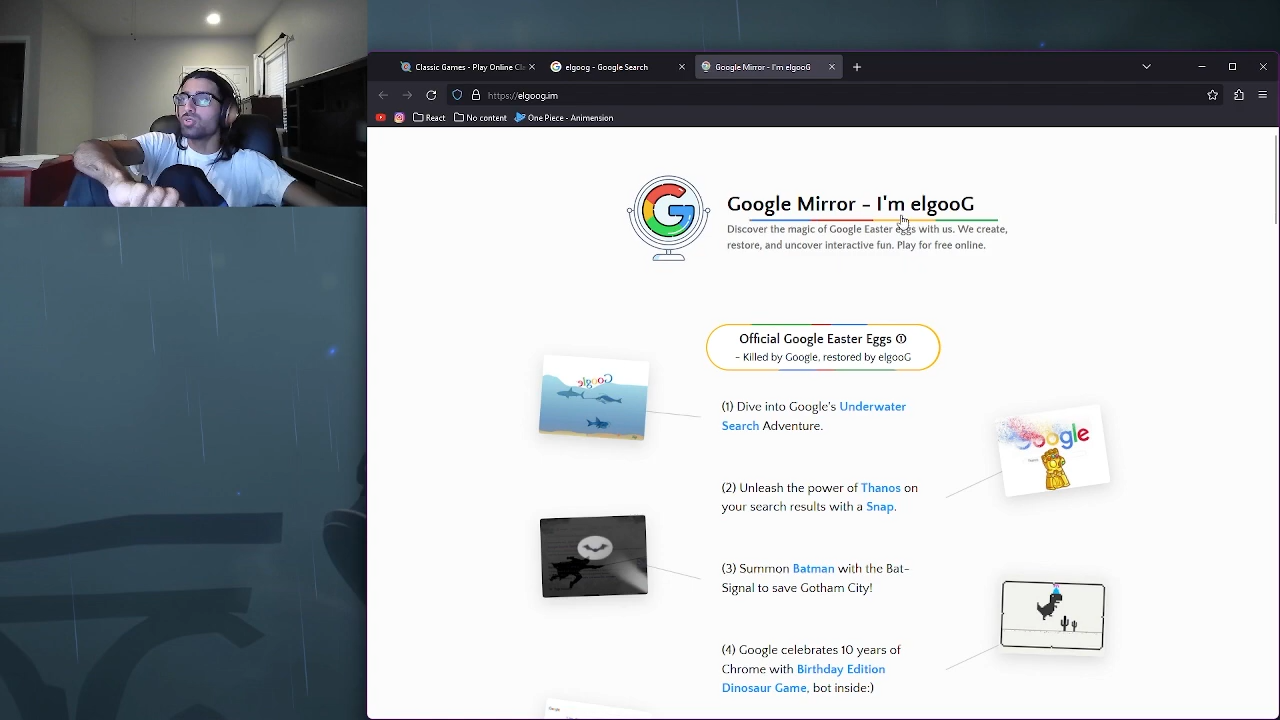 Classic Games - Play Online Cl
elgoog - Google Search
Google Mirror - I'm elgooG
https://elgoog.im
React
No content
One Piece - Animension
Google Mirror - I'm elgooG
Discover the magic of Google Easter eggs with us. We create,
restore, and uncover interactive fun. Play for free online.
Official Google Easter Eggs
- Killed by Google, restored by elgooG
Google
(1) Dive into Google's Underwater
Search Adventure.
Google
(2) Unleash the power of Thanos on
your search results with a Snap.
(3) Summon Batman with the Bat-
Signal to save Gotham City!
(4) Google celebrates 10 years of
Chrome with Birthday Edition
Dinosaur Game, bot inside:)